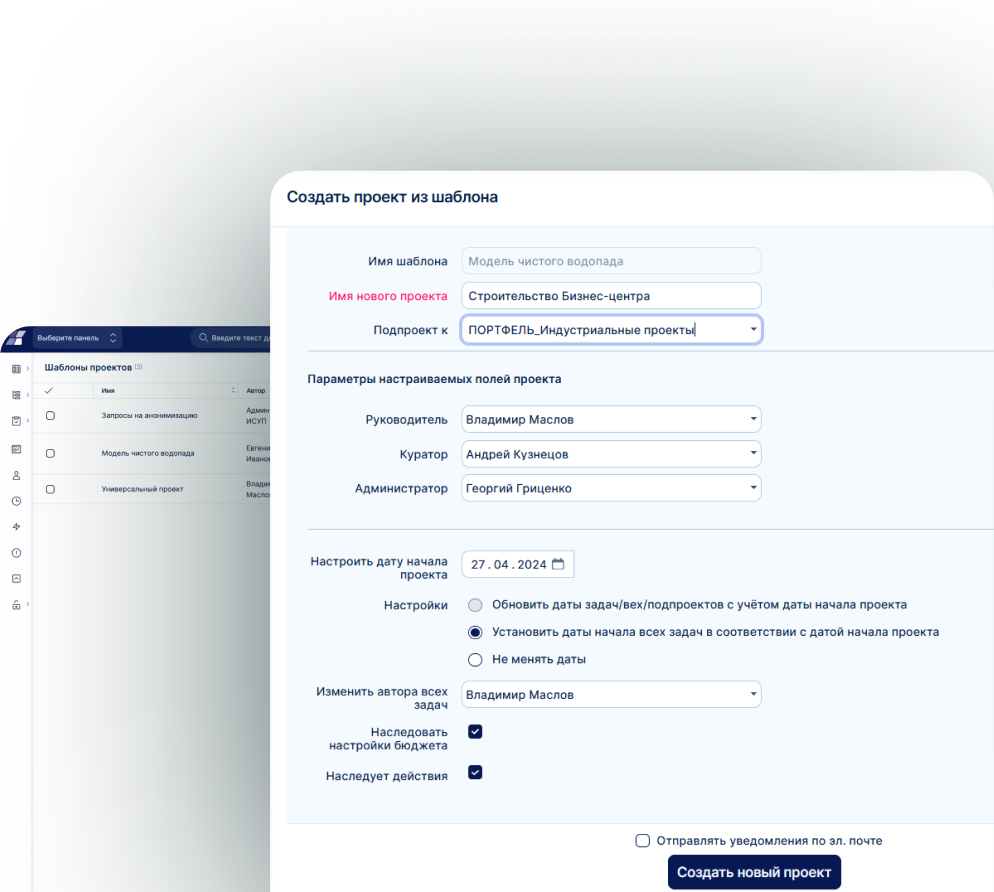 Создать проект из шаблона
Имя шаблона Модель чистого водопада
Имя нового проекта Строительство Бизнес-центра
Подпроект к ПОРТФЕЛЬ_Индустриальные проекты
Параметры настраиваемых полей проекта
Руководитель Владимир Маслов
Куратор Андрей Кузнецов
Администратор Георгий Гриценко
Настроить дату начала
проекта
27.04.2024
Настройки Обновить даты задач/вех/подпроектов с учётом даты начала проекта
Установить даты начала всех задач в соответствии с датой начала проекта
Не менять даты
Изменить автора всех
задач
Владимир Маслов
Наследовать
настройки бюджета
Наследует действия
Отправлять уведомления по эл. почте
Создать новый проект
Выберите панель Введите текст
Шаблоны проектов (3)
Имя Автор
Запросы на анонимизацию
ИСУП
Модель чистого водопада
Универсальный проект